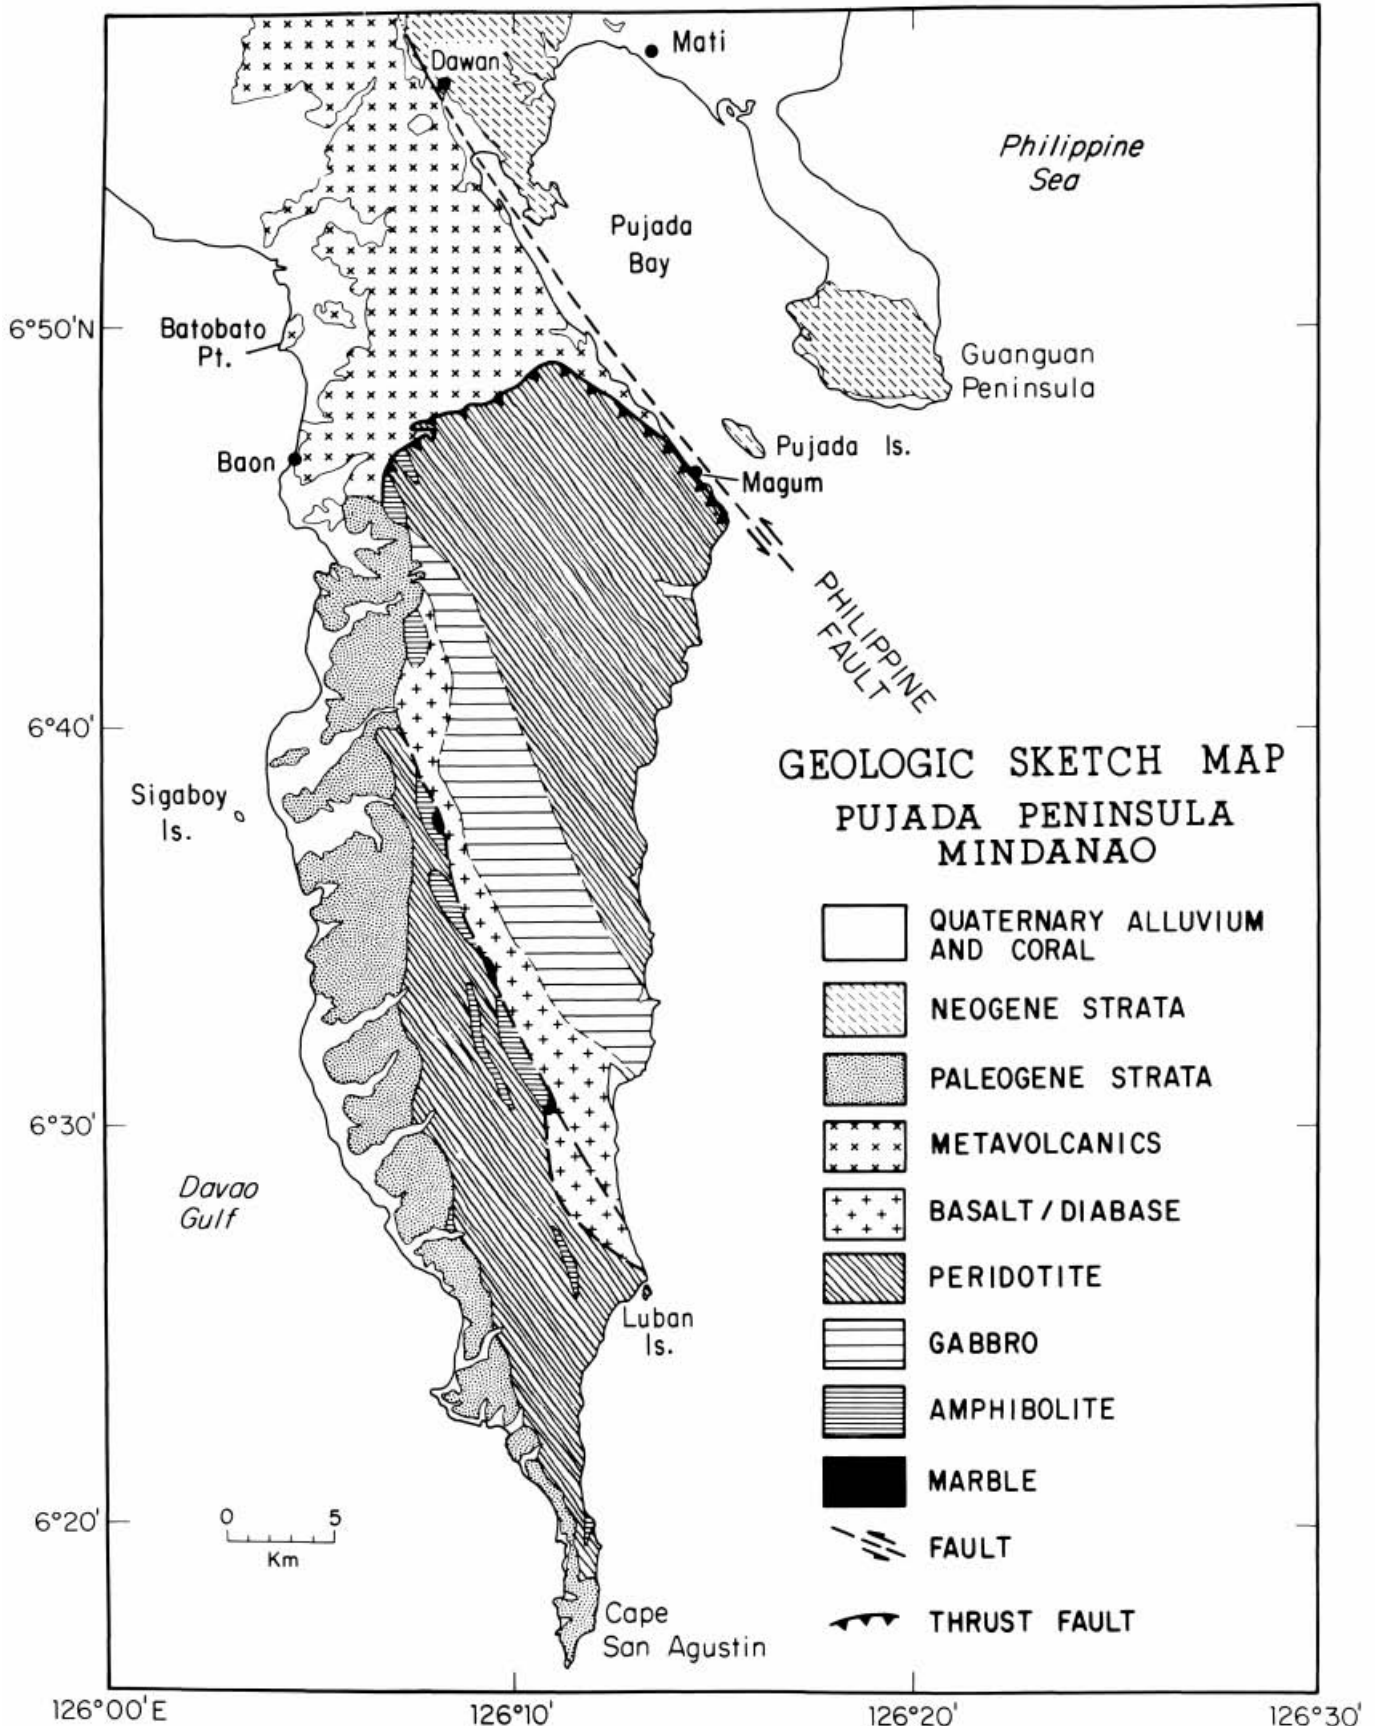 Mati
Dawan
Philippine
Sea
Pujada
Bay
6°50'N
Batobato
Pt.
Guanguan
Peninsula
Pujada Is.
Baon
Magum
PHILIPPINE
FAULT
6°40'
Sigaboy
Is.
GEOLOGIC SKETCH MAP
PUJADA PENINSULA
MINDANAO
QUATERNARY ALLUVIUM
AND CORAL
NEOGENE STRATA
PALEOGENE STRATA
6°30'
METAVOLCANICS
Davao
Gulf
BASALT/DIABASE
PERIDOTITE
Luban
Is.
GABBRO
AMPHIBOLITE
MARBLE
6°20'
0 5
Km
FAULT
Cape
San Agustin
THRUST FAULT
126°00'E 126°10' 126°20' 126°30'